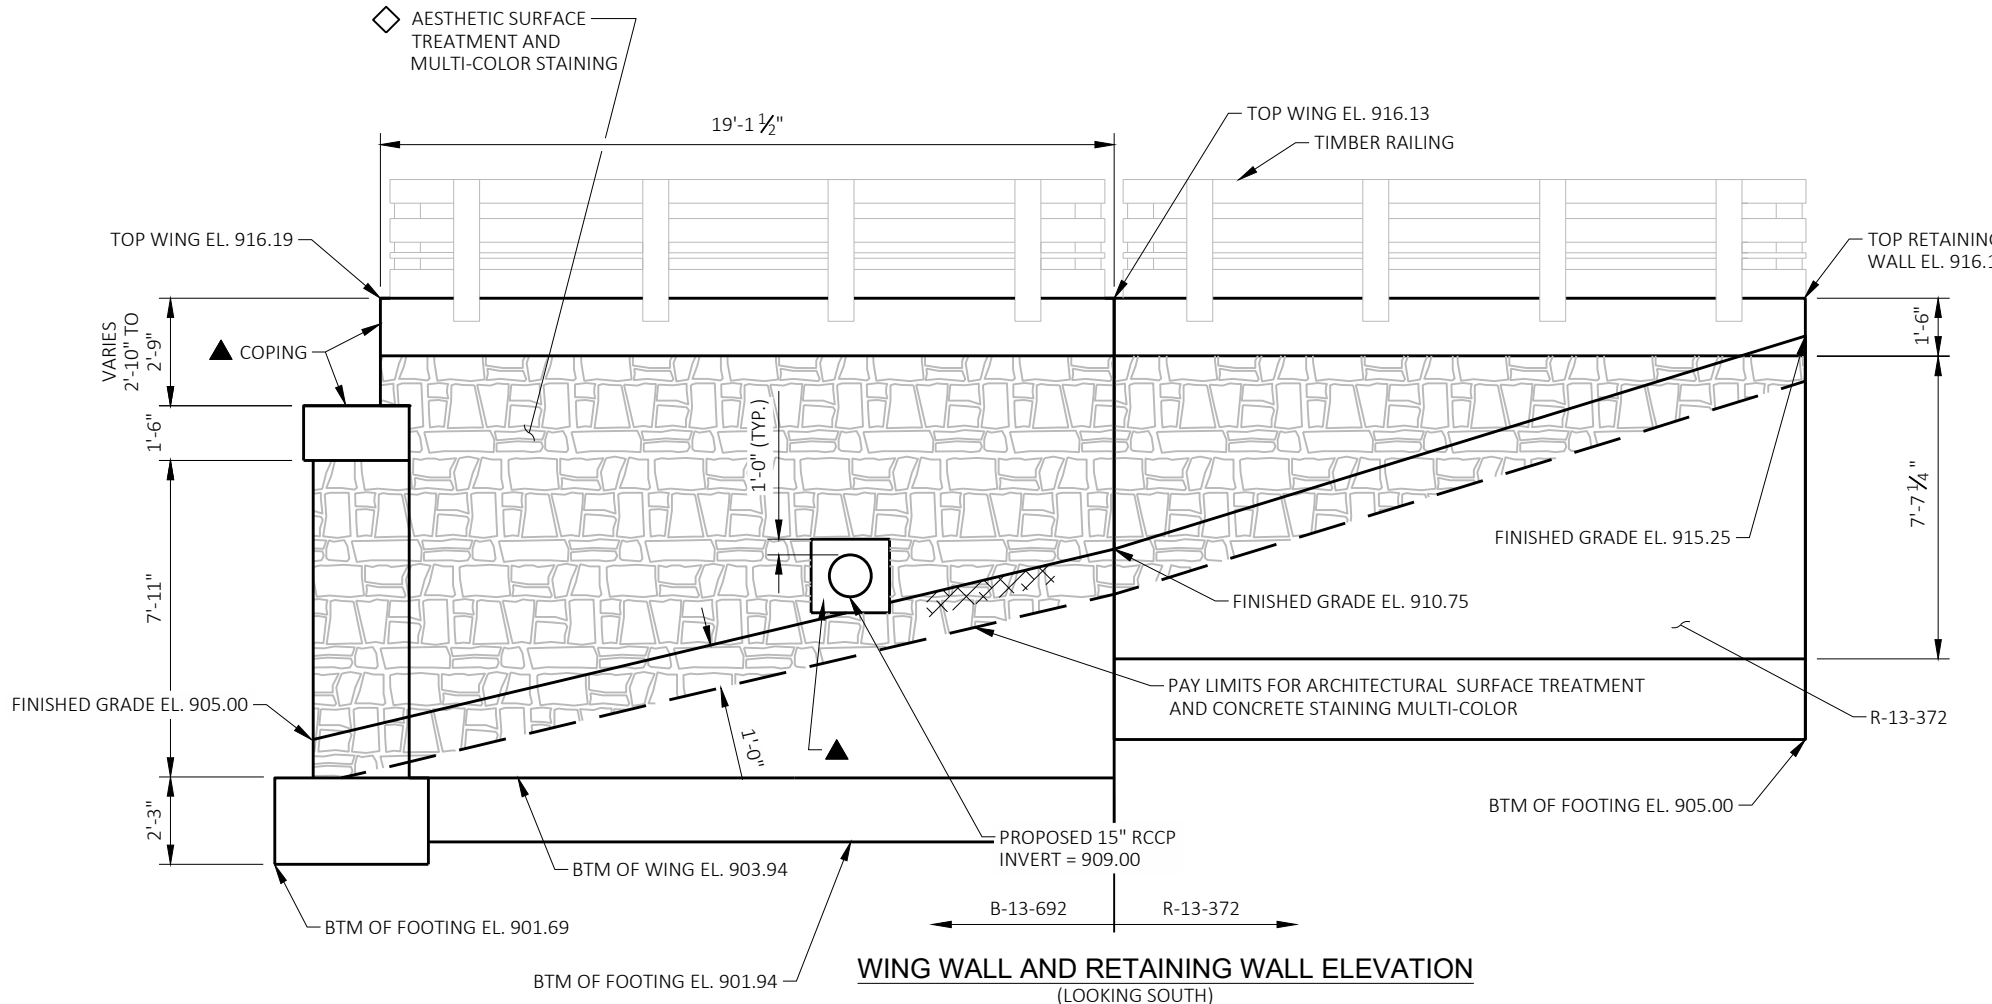 AESTHETIC SURFACE
TREATMENT AND
MULTI-COLOR STAINING
19'-1 1/2"
TOP WING EL. 916.13
TIMBER RAILING
TOP WING EL. 916.19
TOP RETAINING
WALL EL. 916.1
VARIES
2'-10" TO
2'-9"
COPING
1'-6"
1'-6"
1'-0" (TYP.)
7'-7 1/4"
FINISHED GRADE EL. 915.25
7'-11"
FINISHED GRADE EL. 910.75
FINISHED GRADE EL. 905.00
PAY LIMITS FOR ARCHITECTURAL SURFACE TREATMENT
AND CONCRETE STAINING MULTI-COLOR
R-13-372
1'-0"
2'-3"
BTM OF FOOTING EL. 905.00
PROPOSED 15" RCCP
INVERT = 909.00
BTM OF WING EL. 903.94
B-13-692
R-13-372
BTM OF FOOTING EL. 901.69
BTM OF FOOTING EL. 901.94
WING WALL AND RETAINING WALL ELEVATION
(LOOKING SOUTH)